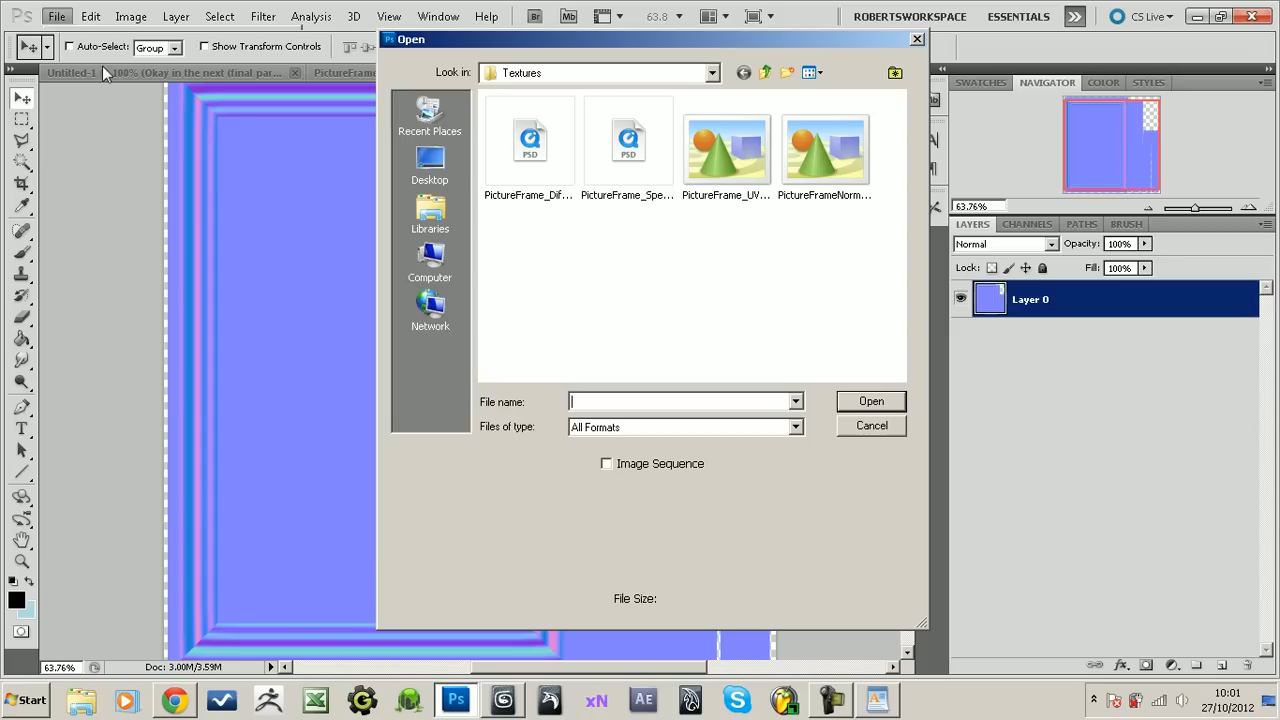 Ps File Edit Image Layer Select Filter Analysis 3D View Window Help Br Mb 63.8 ROBERTSWORKSPACE ESSENTIALS CS Live
Auto-Select: Group Show Transform Controls
Ps Open
Untitled-1 100% (Okay in the next (final par... PictureFrame
Look in: Textures
SWATCHES NAVIGATOR COLOR STYLES
Recent Places
Desktop
Libraries
Computer
Network
PSD PSD
PictureFrame_Dif... PictureFrame_Spe... PictureFrame_UV... PictureFrameNorm...
63.76%
LAYERS CHANNELS PATHS BRUSH
Normal Opacity: 100%
Lock: Fill: 100%
Layer 0
File name: Open
Files of type: All Formats Cancel
Image Sequence
File Size:
63.76% Doc: 3.00M/3.59M
Start Ps xN AE 10:01
27/10/2012